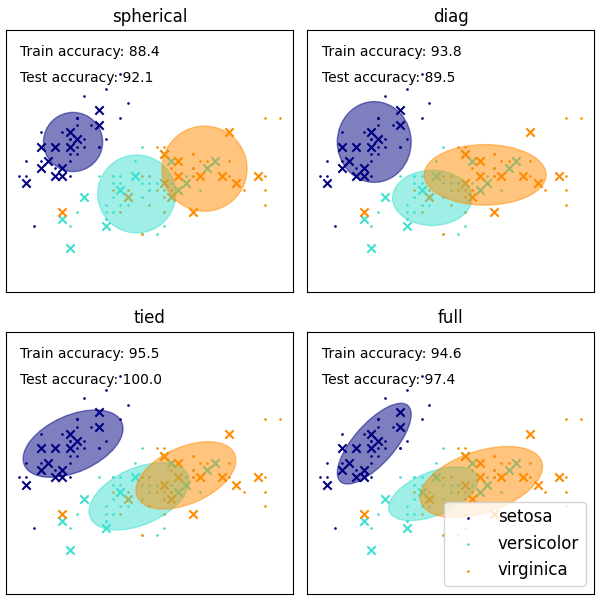 spherical
Train accuracy: 88.4
Test accuracy: 92.1
diag
Train accuracy: 93.8
Test accuracy: 89.5
tied
Train accuracy: 95.5
Test accuracy: 100.0
full
Train accuracy: 94.6
Test accuracy: 97.4
setosa
versicolor
virginica